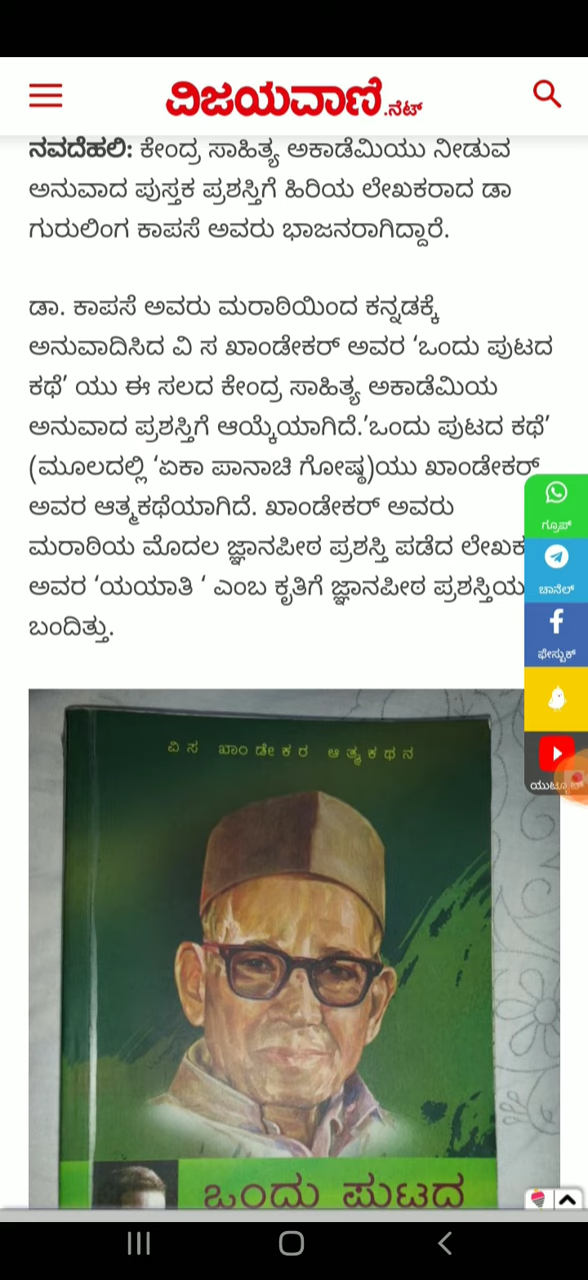 ವಿಜಯವಾಣಿ.ನೆಟ್
ನವದೆಹಲಿ: ಕೇಂದ್ರ ಸಾಹಿತ್ಯ ಅಕಾಡೆಮಿಯು ನೀಡುವ
ಅನುವಾದ ಪುಸ್ತಕ ಪ್ರಶಸ್ತಿಗೆ ಹಿರಿಯ ಲೇಖಕರಾದ ಡಾ
ಗುರುಲಿಂಗ ಕಾಪಸೆ ಅವರು ಭಾಜನರಾಗಿದ್ದಾರೆ.
ಡಾ. ಕಾಪಸೆ ಅವರು ಮರಾಠಿಯಿಂದ ಕನ್ನಡಕ್ಕೆ
ಅನುವಾದಿಸಿದ ವಿ ಸ ಖಾಂಡೇಕರ್ ಅವರ ‘ಒಂದು ಪುಟದ
ಕಥೆ’ ಯು ಈ ಸಲದ ಕೇಂದ್ರ ಸಾಹಿತ್ಯ ಅಕಾಡೆಮಿಯ
ಅನುವಾದ ಪ್ರಶಸ್ತಿಗೆ ಆಯ್ಕೆಯಾಗಿದೆ.’ಒಂದು ಪುಟದ ಕಥೆ’
(ಮೂಲದಲ್ಲಿ ‘ಏಕಾ ಪಾನಾಚಿ ಗೋಷ್ಠ)ಯು ಖಾಂಡೇಕರ್
ಅವರ ಆತ್ಮಕಥೆಯಾಗಿದೆ. ಖಾಂಡೇಕರ್ ಅವರು
ಮರಾಠಿಯ ಮೊದಲ ಜ್ಞಾನಪೀಠ ಪ್ರಶಸ್ತಿ ಪಡೆದ ಲೇಖಕ
ಅವರ ‘ಯಯಾತಿ ‘ ಎಂಬ ಕೃತಿಗೆ ಜ್ಞಾನಪೀಠ ಪ್ರಶಸ್ತಿಯ
ಬಂದಿತ್ತು.
ಗ್ರೂಪ್
ಚಾನೆಲ್
ಫೇಸ್ಬುಕ್
ಯುಟ್ಯೂಬ್
ವಿ ಸ ಖಾಂಡೇಕರ ಆತ್ಮಕಥನ
ಒಂದು ಪುಟದ